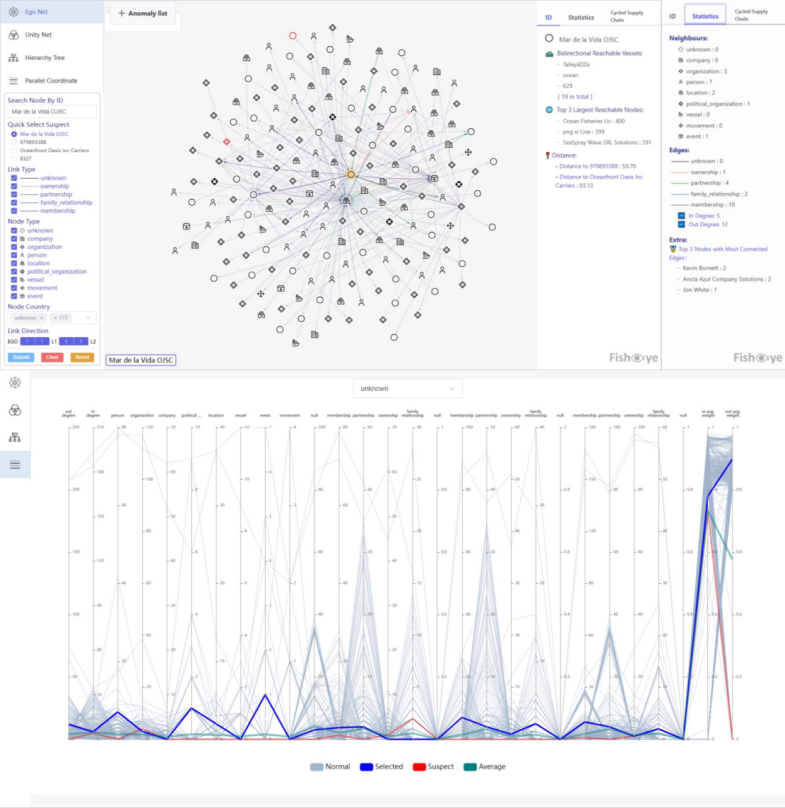 Ego Net
Unity Net
Hierarchy Tree
Parallel Coordinate
Search Node By ID
Mar de la Vida OJSC
Quick Select Suspect
Mar de la Vida OJSC
979893388
Oceanfront Oasis Inc Carriers
8327
Link Type
unknown
ownership
partnership
family_relationship
membership
Node Type
unknown
company
organization
person
location
political_organization
vessel
movement
event
Node Country
unknown × + 117
Link Direction
EGO L1 L2
Submit Clear Reset
+ Anomaly list
Mar de la Vida OJSC
ID Statistics Cycled Supply Chain
Mar de la Vida OJSC
Bidirectional Reachable Vessels:
- ocean
- 629
[ 19 in total ]
Top 3 Largest Reachable Nodes:
- Ocean Fisheries Llc : 400
- png xi Line : 399
- SeaSpray Wave SRL Solutions : 391
Distance:
- Distance to 979893388 : 59.70
- Distance to Oceanfront Oasis Inc
Carriers : 83.13
FishEye
ID Statistics Cycled Supply Chain
Neighbours:
unknown : 0
company : 0
organization : 3
person : 7
location : 2
political_organization : 1
vessel : 0
movement : 0
event : 1
Edges:
unknown : 0
ownership : 1
partnership : 4
family_relationship : 2
membership : 10
In Degree: 5
Out Degree: 12
Extra:
Top 3 Nodes with Most Connected
Edges:
- Kevin Burnett : 2
- Ancla Azul Company Solutions : 2
- Jon White : 1
FishEye
unknown
out degree in degree person organization company political_... location vessel event movement null membership partnership ownership family relationship null membership partnership ownership family relationship null membership partnership ownership family relationship null in avg weight out avg weight
Normal Selected Suspect Average